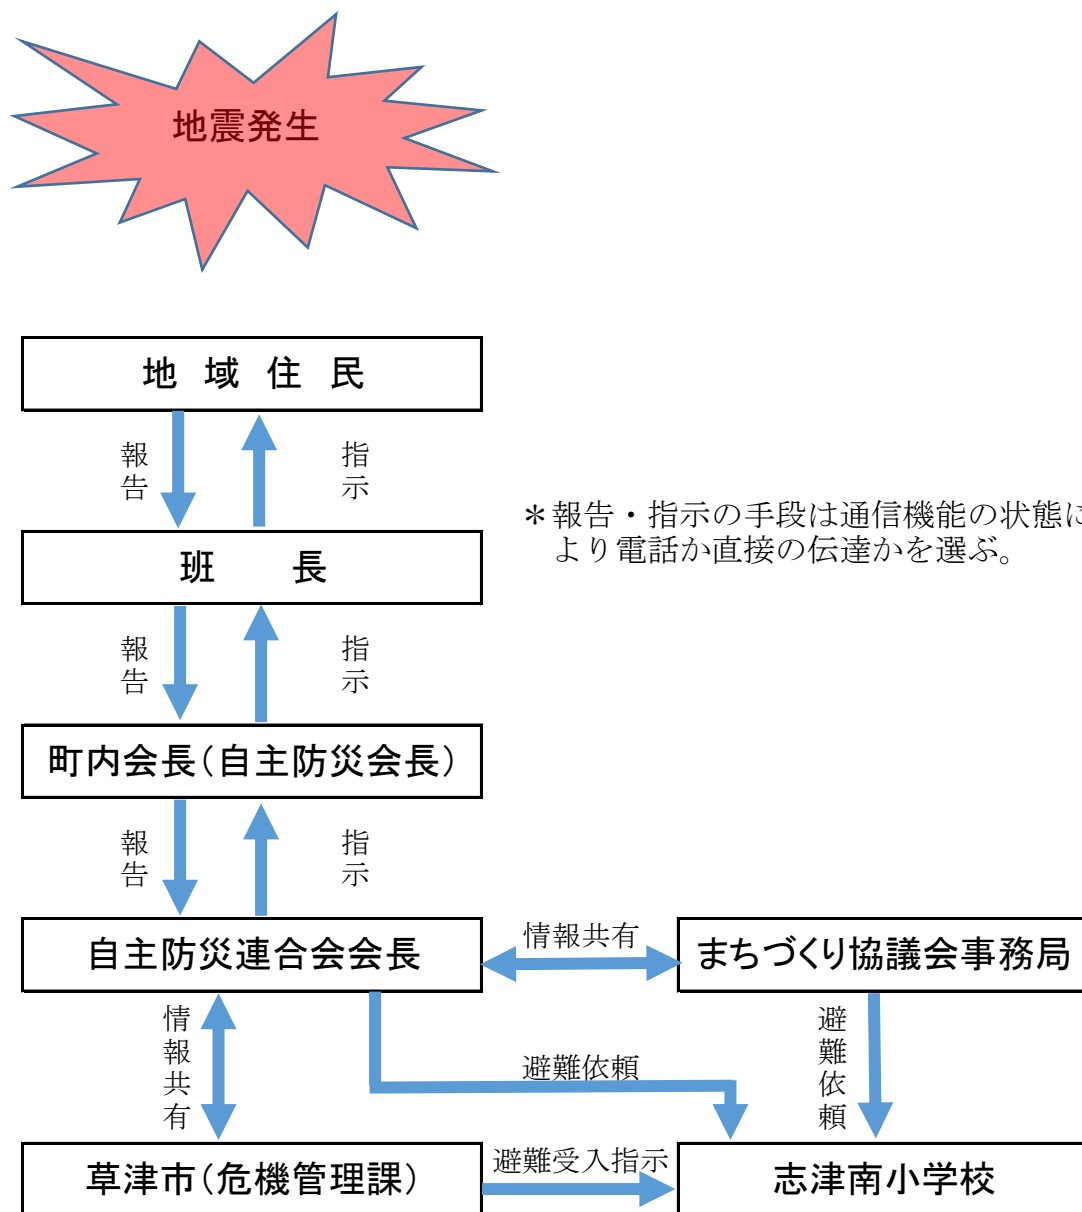 地震発生
地域住民
報告
指示
＊報告・指示の手段は通信機能の状態に
より電話か直接の伝達かを選ぶ。
班　長
報告
指示
町内会長（自主防災会長）
報告
指示
自主防災連合会会長
情報共有
まちづくり協議会事務局
情報共有
避難依頼
避難依頼
草津市（危機管理課）
避難受入指示
志津南小学校